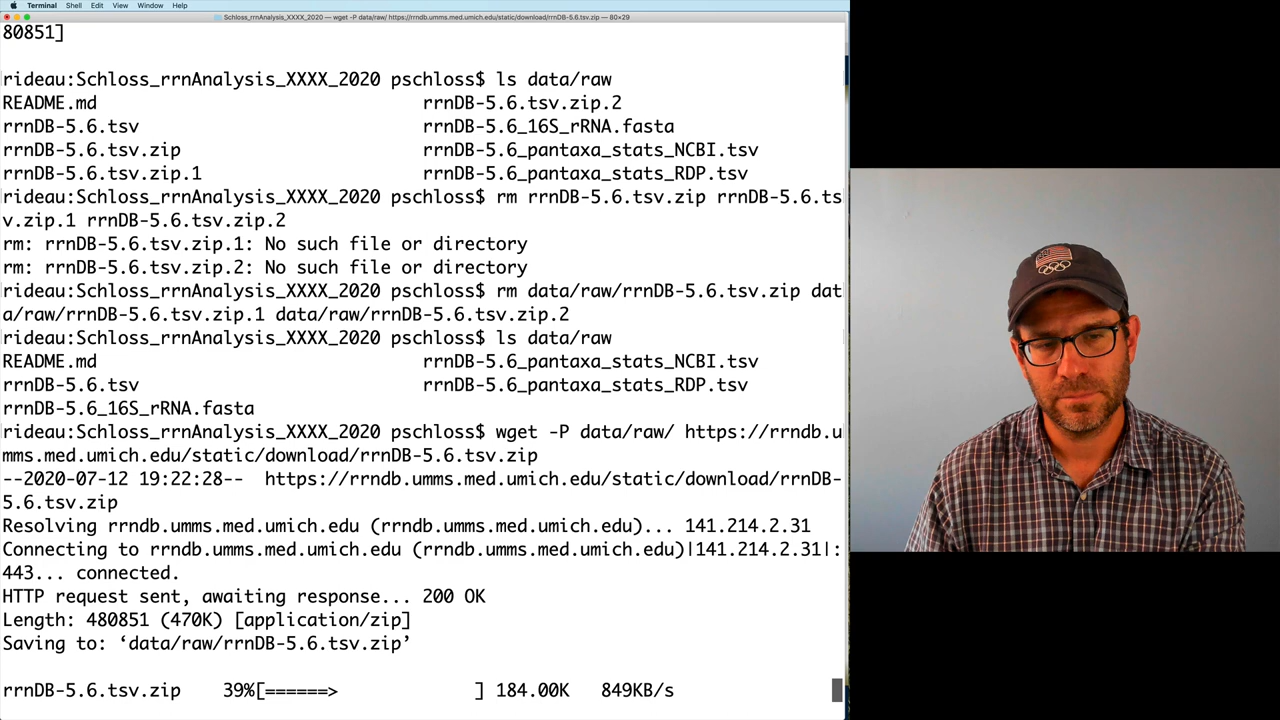 Terminal Shell Edit View Window Help
Schloss_rrnAnalysis_XXXX_2020 — wget -P data/raw/ https://rrndb.umms.med.umich.edu/static/download/rrnDB-5.6.tsv.zip — 80×29
80851]
rideau:Schloss_rrnAnalysis_XXXX_2020 pschloss$ ls data/raw
README.md rrnDB-5.6.tsv.zip.2
rrnDB-5.6.tsv rrnDB-5.6_16S_rRNA.fasta
rrnDB-5.6.tsv.zip rrnDB-5.6_pantaxa_stats_NCBI.tsv
rrnDB-5.6.tsv.zip.1 rrnDB-5.6_pantaxa_stats_RDP.tsv
rideau:Schloss_rrnAnalysis_XXXX_2020 pschloss$ rm rrnDB-5.6.tsv.zip rrnDB-5.6.ts
v.zip.1 rrnDB-5.6.tsv.zip.2
rm: rrnDB-5.6.tsv.zip.1: No such file or directory
rm: rrnDB-5.6.tsv.zip.2: No such file or directory
rideau:Schloss_rrnAnalysis_XXXX_2020 pschloss$ rm data/raw/rrnDB-5.6.tsv.zip dat
a/raw/rrnDB-5.6.tsv.zip.1 data/raw/rrnDB-5.6.tsv.zip.2
rideau:Schloss_rrnAnalysis_XXXX_2020 pschloss$ ls data/raw
README.md rrnDB-5.6_pantaxa_stats_NCBI.tsv
rrnDB-5.6.tsv rrnDB-5.6_pantaxa_stats_RDP.tsv
rrnDB-5.6_16S_rRNA.fasta
rideau:Schloss_rrnAnalysis_XXXX_2020 pschloss$ wget -P data/raw/ https://rrndb.u
mms.med.umich.edu/static/download/rrnDB-5.6.tsv.zip
--2020-07-12 19:22:28-- https://rrndb.umms.med.umich.edu/static/download/rrnDB-
5.6.tsv.zip
Resolving rrndb.umms.med.umich.edu (rrndb.umms.med.umich.edu)... 141.214.2.31
Connecting to rrndb.umms.med.umich.edu (rrndb.umms.med.umich.edu)|141.214.2.31|:
443... connected.
HTTP request sent, awaiting response... 200 OK
Length: 480851 (470K) [application/zip]
Saving to: ‘data/raw/rrnDB-5.6.tsv.zip’
rrnDB-5.6.tsv.zip 39%[======> ] 184.00K 849KB/s